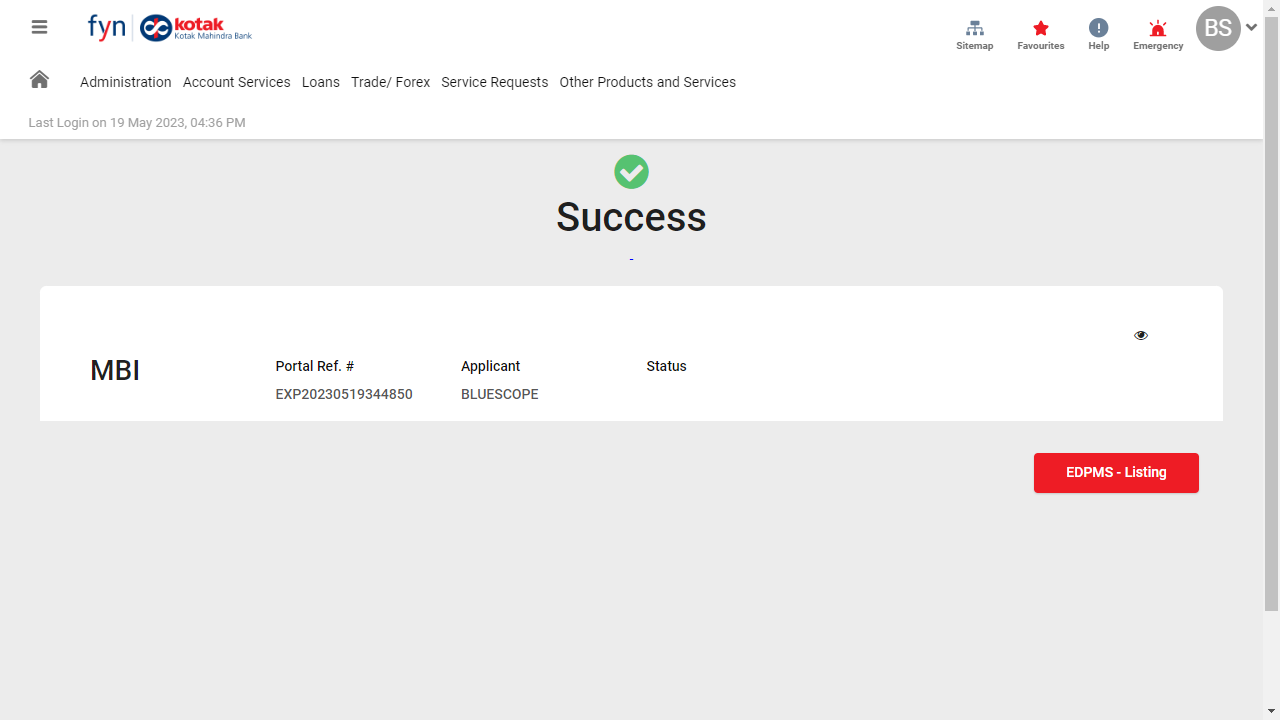 fyn kotak
Kotak Mahindra Bank
Sitemap Favourites Help Emergency
BS
Administration Account Services Loans Trade/ Forex Service Requests Other Products and Services
Last Login on 19 May 2023, 04:36 PM
Success
-
MBI
Portal Ref. # Applicant Status
EXP20230519344850 BLUESCOPE
EDPMS - Listing